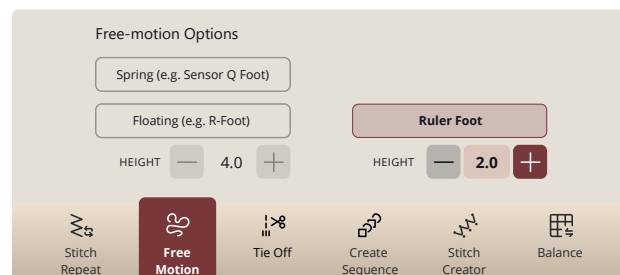 Free-motion Options
Spring (e.g. Sensor Q Foot)
Floating (e.g. R-Foot)
Ruler Foot
HEIGHT — 4.0 +
HEIGHT — 2.0 +
Stitch
Repeat
Free
Motion
Tie Off
Create
Sequence
Stitch
Creator
Balance